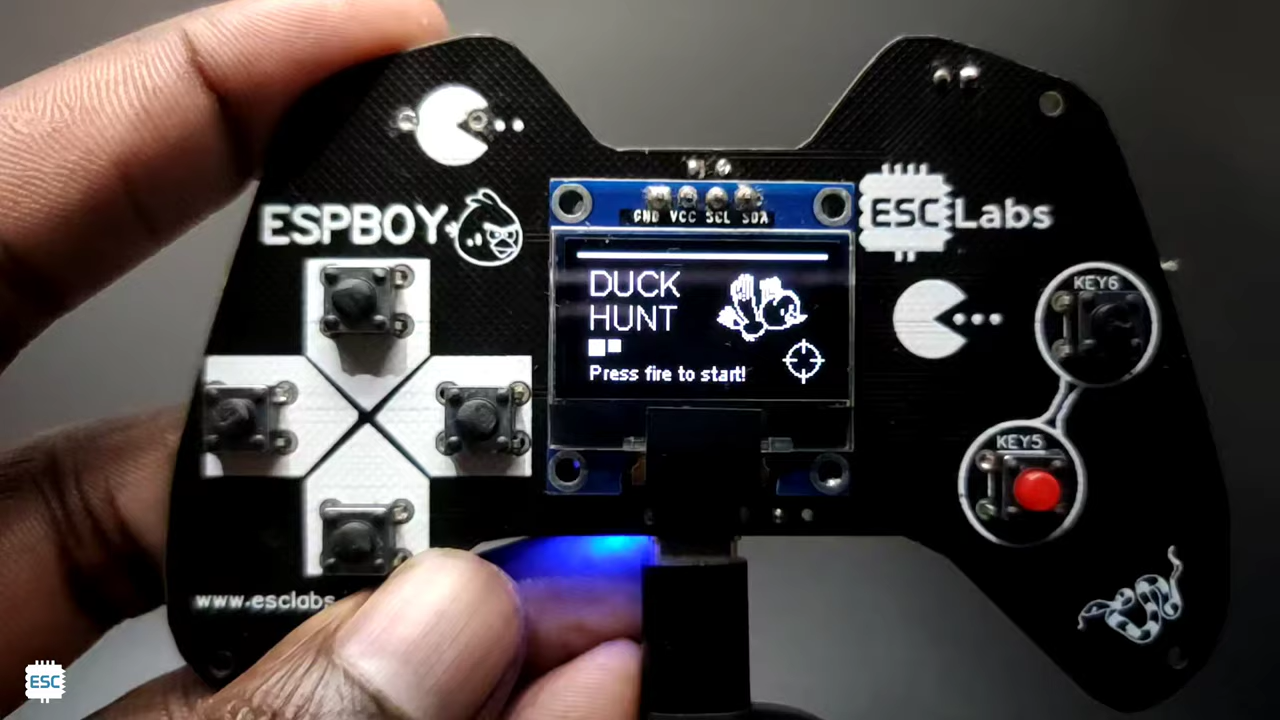 ESPBOY
ESC Labs
GND VCC SCL SDA
DUCK
HUNT
Press fire to start!
KEY6
KEY5
www.esclabs
ESC